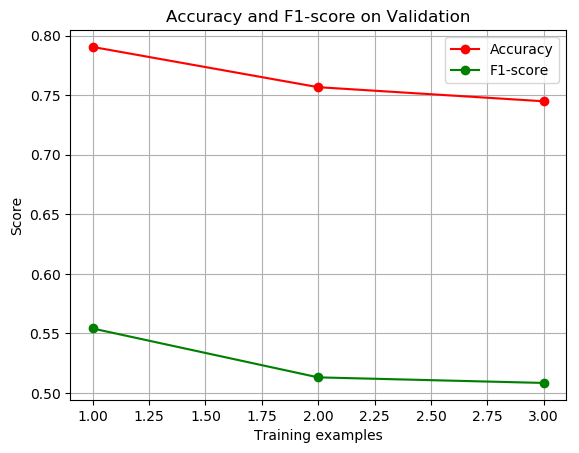 Accuracy and F1-score on Validation
Accuracy
F1-score
Score
0.80
0.75
0.70
0.65
0.60
0.55
0.50
1.00 1.25 1.50 1.75 2.00 2.25 2.50 2.75 3.00
Training examples